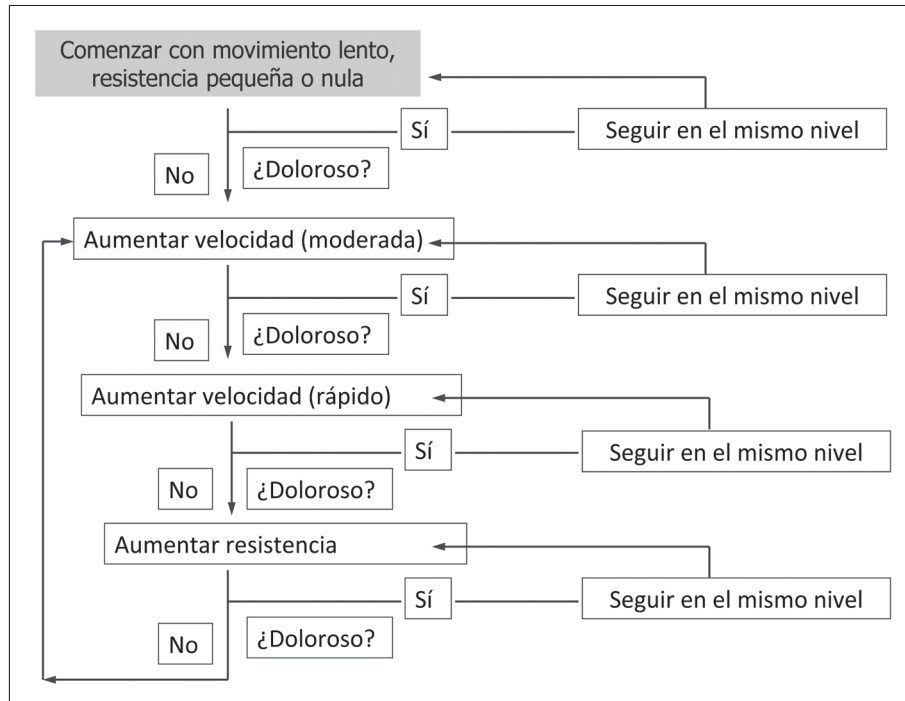 Comenzar con movimiento lento,
resistencia pequeña o nula
Sí
Seguir en el mismo nivel
No
¿Doloroso?
Aumentar velocidad (moderada)
Sí
Seguir en el mismo nivel
No
¿Doloroso?
Aumentar velocidad (rápido)
Sí
Seguir en el mismo nivel
No
¿Doloroso?
Aumentar resistencia
Sí
Seguir en el mismo nivel
No
¿Doloroso?